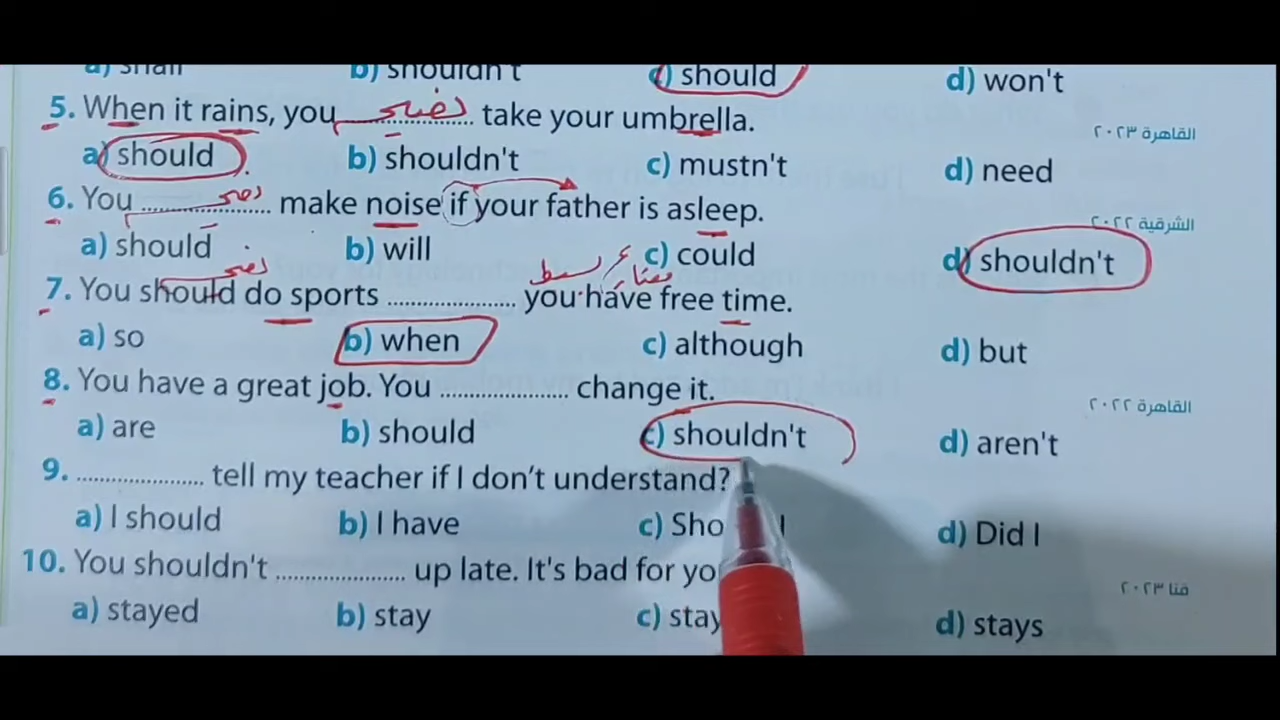 a) shall b) shouldn't c) should d) won't
5. When it rains, you ........................ take your umbrella.
القاهرة ٢٠٢٣
a) should b) shouldn't c) mustn't d) need
6. You ........................ make noise if your father is asleep.
الشرقية ٢٠٢٢
a) should b) will c) could d) shouldn't
7. You should do sports ........................ you have free time.
a) so b) when c) although d) but
8. You have a great job. You ........................ change it.
القاهرة ٢٠٢٢
a) are b) should c) shouldn't d) aren't
9. ........................ tell my teacher if I don't understand?
a) I should b) I have c) Sho I d) Did I
10. You shouldn't ........................ up late. It's bad for yo
قنا ٢٠٢٣
a) stayed b) stay c) stay d) stays